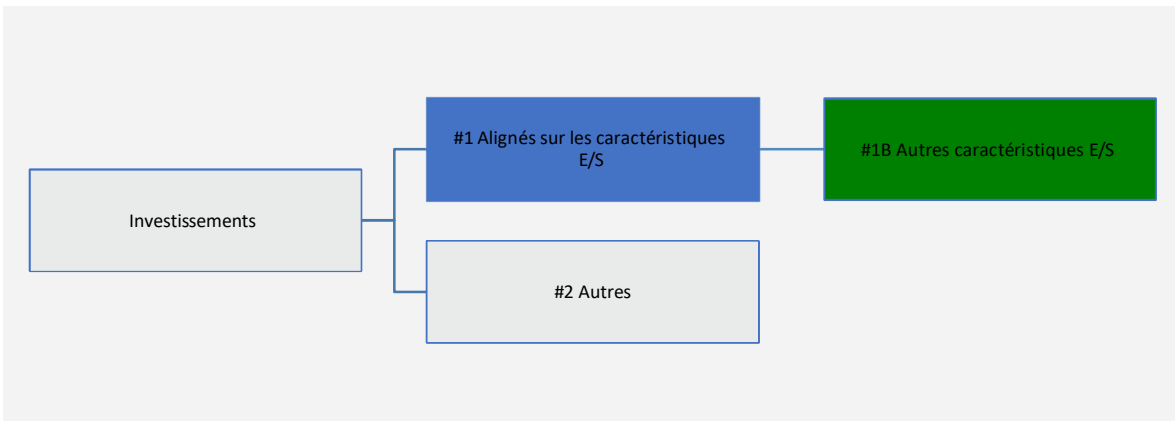 #1 Alignés sur les caractéristiques
E/S
#1B Autres caractéristiques E/S
Investissements
#2 Autres